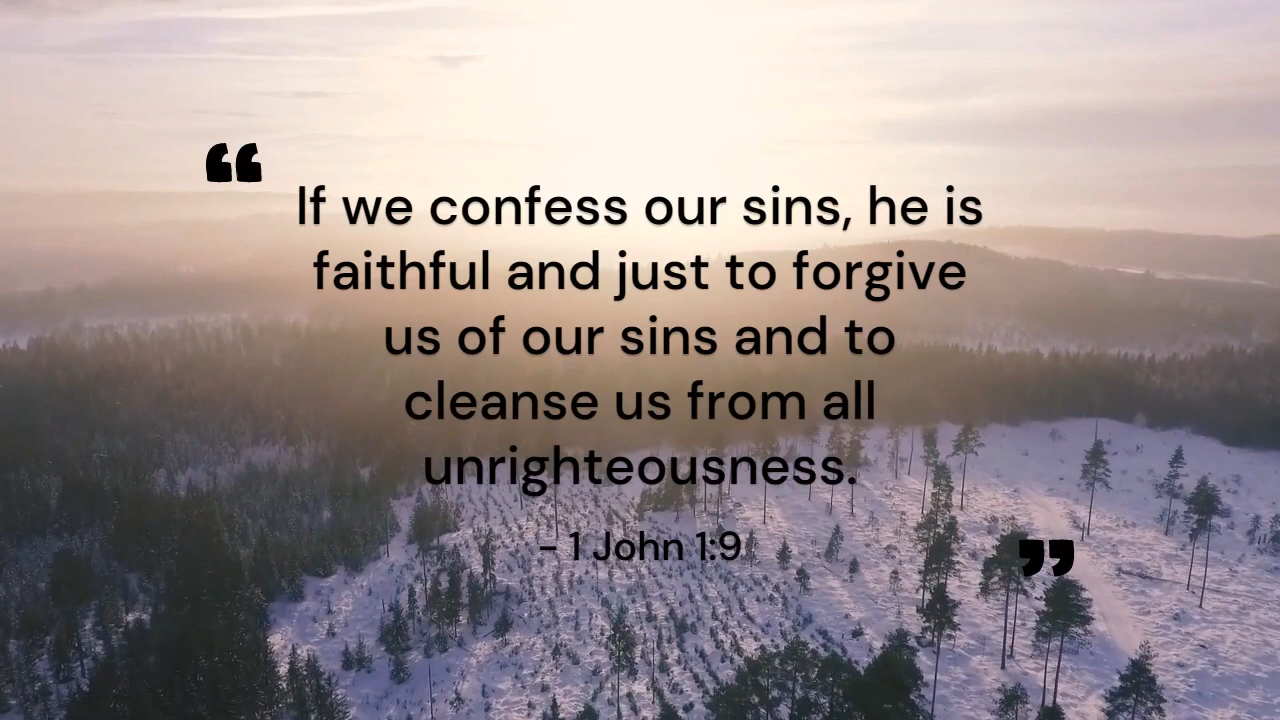 “
If we confess our sins, he is
faithful and just to forgive
us of our sins and to
cleanse us from all
unrighteousness.
- 1 John 1:9
”